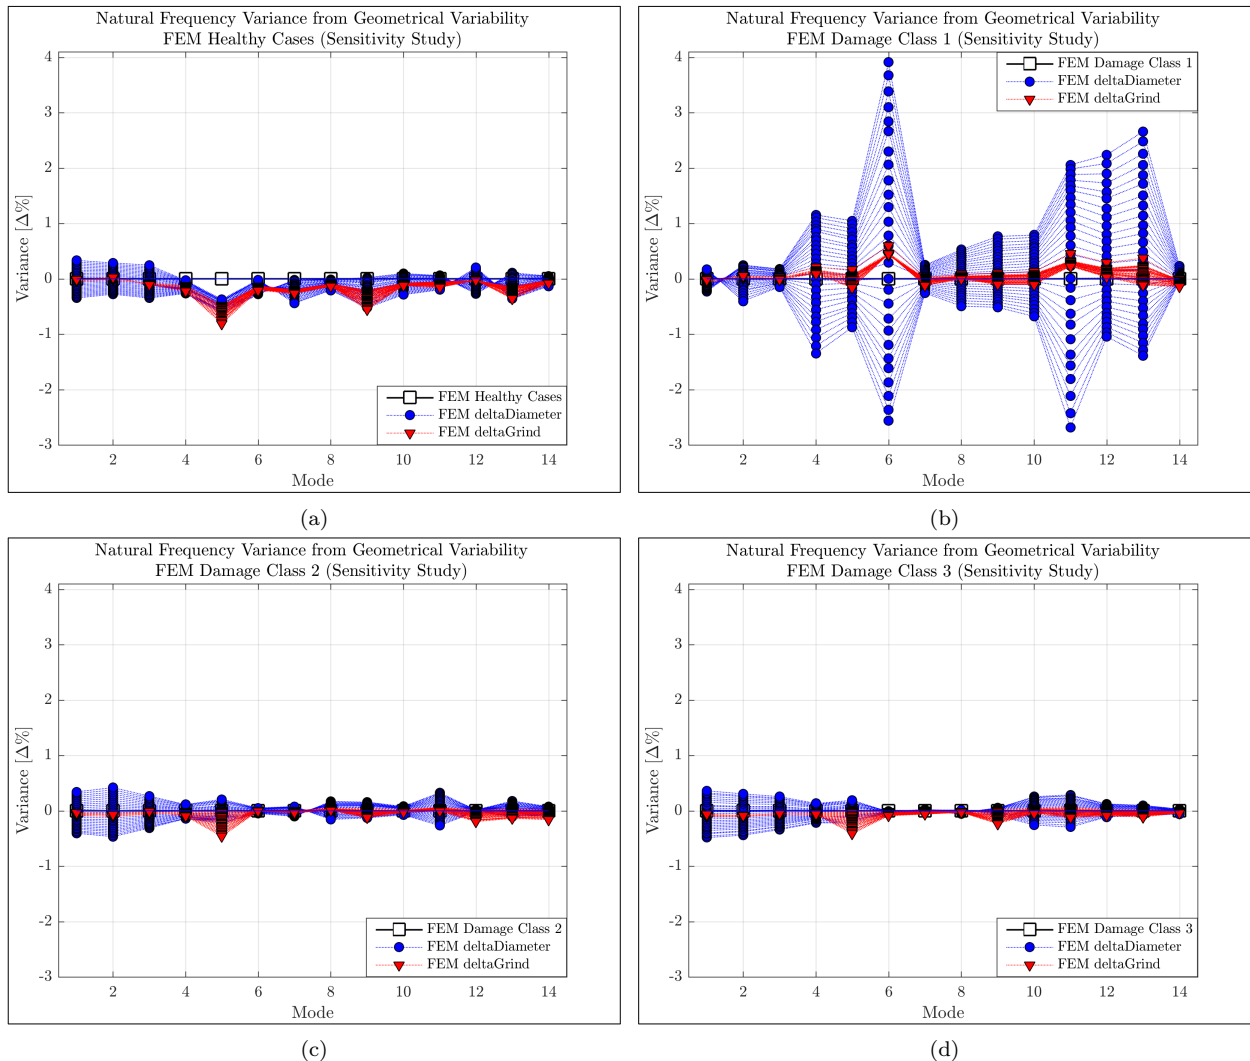 Natural Frequency Variance from Geometrical Variability
FEM Healthy Cases (Sensitivity Study)
4
3
2
1
0
-1
-2
-3
Variance [Δ%]
FEM Healthy Cases
FEM deltaDiameter
FEM deltaGrind
2 4 6 8 10 12 14
Mode
(a)
Natural Frequency Variance from Geometrical Variability
FEM Damage Class 1 (Sensitivity Study)
4
3
2
1
0
-1
-2
-3
Variance [Δ%]
FEM Damage Class 1
FEM deltaDiameter
FEM deltaGrind
2 4 6 8 10 12 14
Mode
(b)
Natural Frequency Variance from Geometrical Variability
FEM Damage Class 2 (Sensitivity Study)
4
3
2
1
0
-1
-2
-3
Variance [Δ%]
FEM Damage Class 2
FEM deltaDiameter
FEM deltaGrind
2 4 6 8 10 12 14
Mode
(c)
Natural Frequency Variance from Geometrical Variability
FEM Damage Class 3 (Sensitivity Study)
4
3
2
1
0
-1
-2
-3
Variance [Δ%]
FEM Damage Class 3
FEM deltaDiameter
FEM deltaGrind
2 4 6 8 10 12 14
Mode
(d)